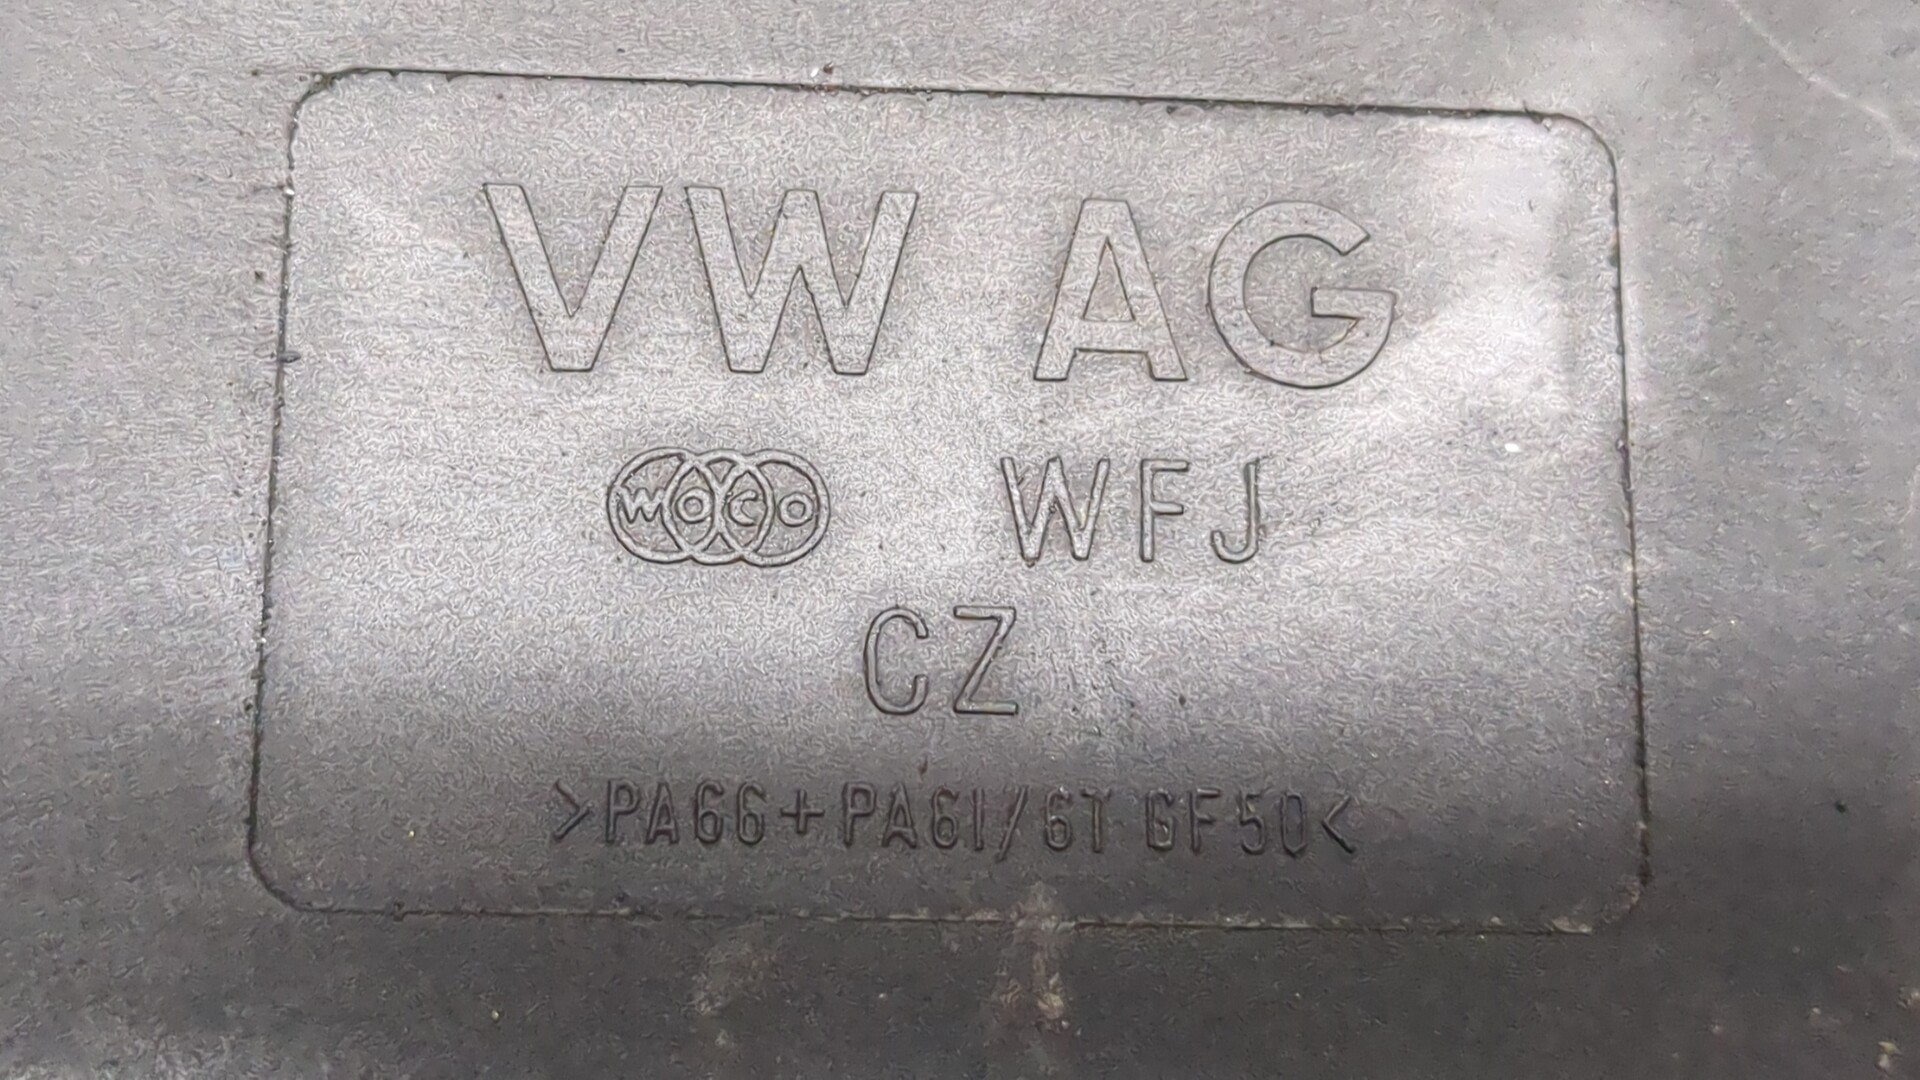 VW AG
WOCO WFJ
CZ
>PA66+PA6I/6T GF50<